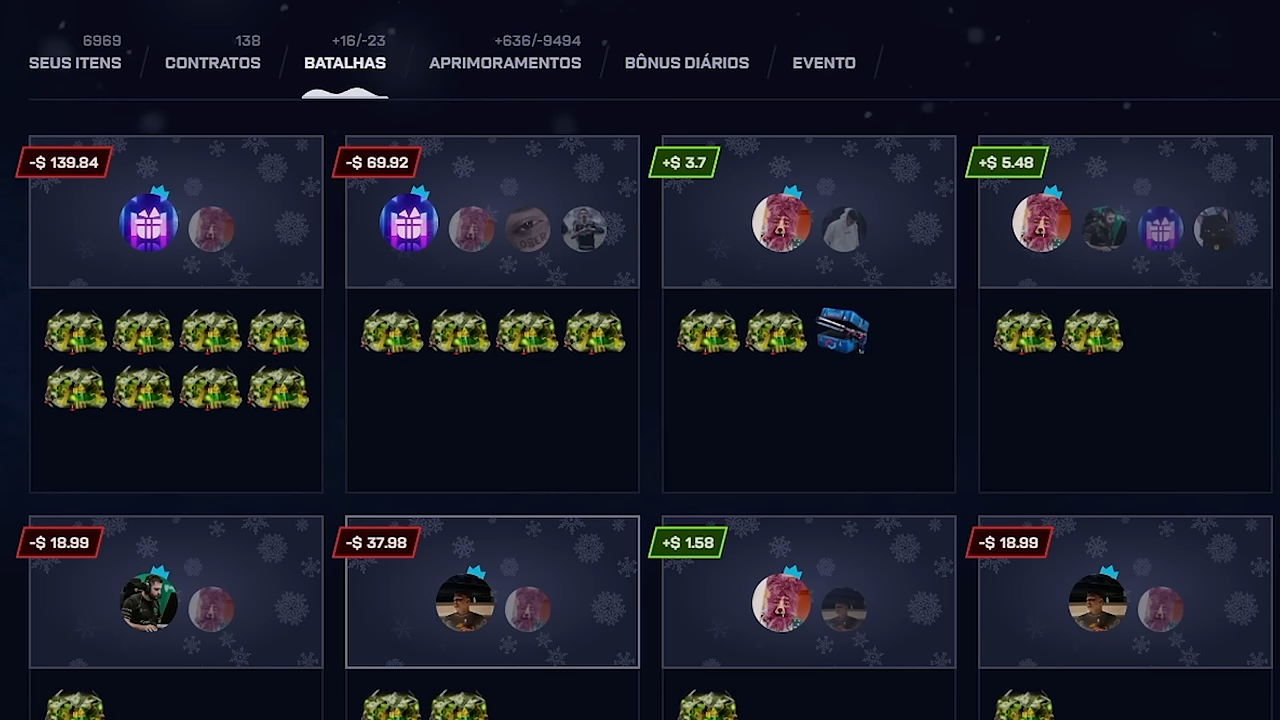 6969 138 +16/-23 +636/-9494
SEUS ITENS CONTRATOS BATALHAS APRIMORAMENTOS BÔNUS DIÁRIOS EVENTO
-$ 139.84 -$ 69.92 +$ 3.7 +$ 5.48
-$ 18.99 -$ 37.98 +$ 1.58 -$ 18.99